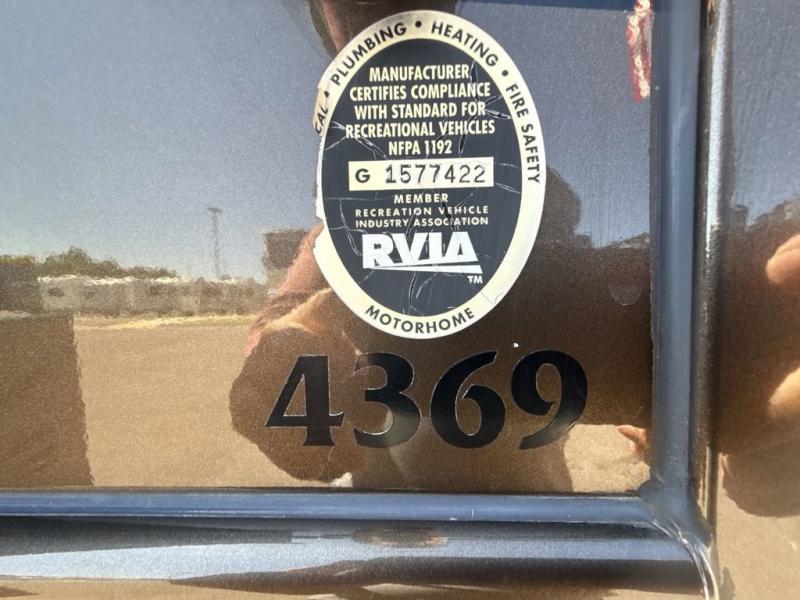 CAL • PLUMBING • HEATING • FIRE SAFETY
MANUFACTURER
CERTIFIES COMPLIANCE
WITH STANDARD FOR
RECREATIONAL VEHICLES
NFPA 1192
G 1577422
MEMBER
RECREATION VEHICLE
INDUSTRY ASSOCIATION
RVIA
TM
MOTORHOME
4369